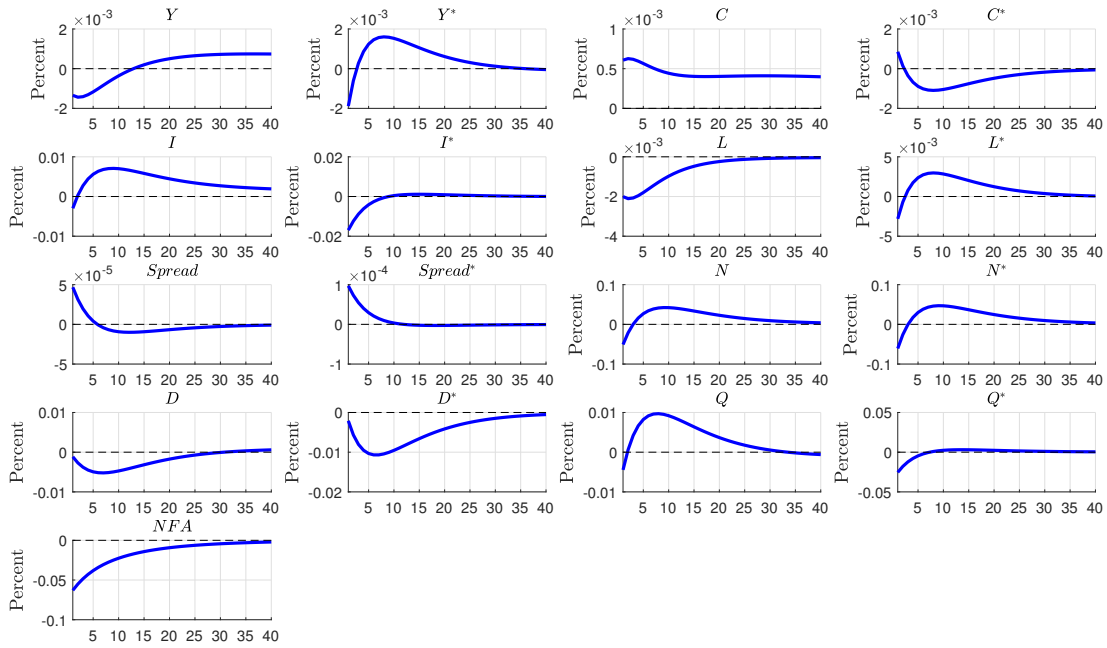 Y Y* C C*
×10-3 ×10-3 ×10-3 ×10-3
Percent 2 0 -2 5 10 15 20 25 30 35 40
Percent 2 0 -2 5 10 15 20 25 30 35 40
Percent 1 0.5 0 5 10 15 20 25 30 35 40
Percent 2 0 -2 5 10 15 20 25 30 35 40
I I* L L*
×10-3 ×10-3
Percent 0.01 0 -0.01 5 10 15 20 25 30 35 40
Percent 0.02 0 -0.02 5 10 15 20 25 30 35 40
Percent 0 -2 -4 5 10 15 20 25 30 35 40
Percent 5 0 -5 5 10 15 20 25 30 35 40
Spread Spread* N N*
×10-5 ×10-4
Percent 5 0 -5 5 10 15 20 25 30 35 40
Percent 1 0 -1 5 10 15 20 25 30 35 40
Percent 0.1 0 -0.1 5 10 15 20 25 30 35 40
Percent 0.1 0 -0.1 5 10 15 20 25 30 35 40
D D* Q Q*
Percent 0.01 0 -0.01 5 10 15 20 25 30 35 40
Percent 0 -0.01 -0.02 5 10 15 20 25 30 35 40
Percent 0.01 0 -0.01 5 10 15 20 25 30 35 40
Percent 0.05 0 -0.05 5 10 15 20 25 30 35 40
NFA
Percent 0 -0.05 -0.1 5 10 15 20 25 30 35 40